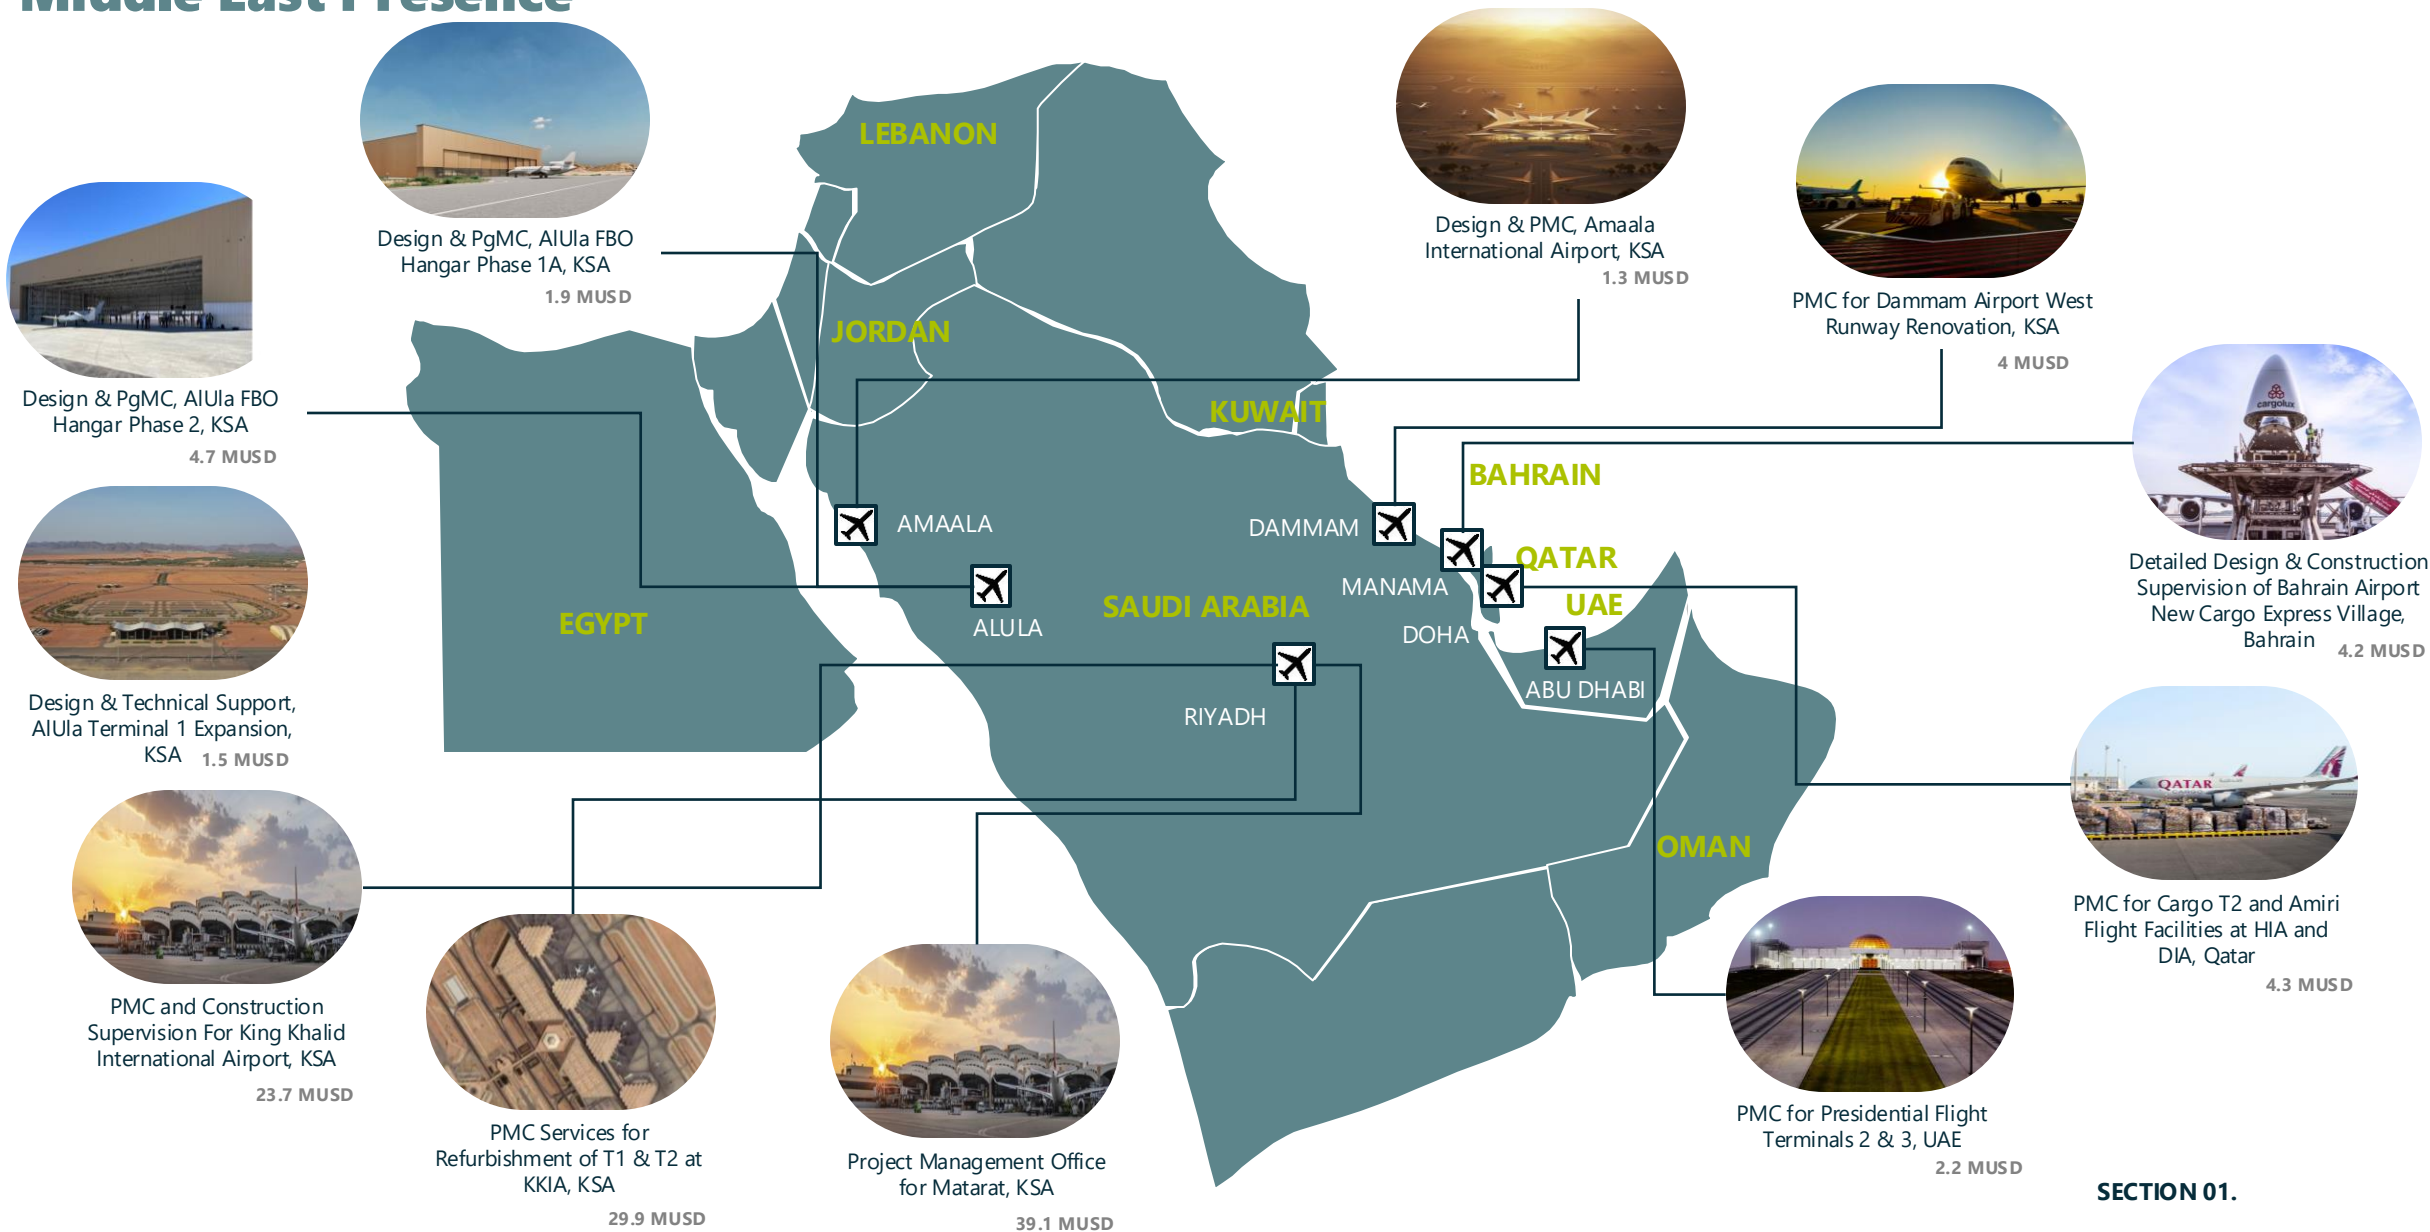 Middle East Presence
Design & PgMC, AlUla FBO
Hangar Phase 1A, KSA
1.9 MUSD
Design & PgMC, AlUla FBO
Hangar Phase 2, KSA
4.7 MUSD
Design & Technical Support,
AlUla Terminal 1 Expansion,
KSA
1.5 MUSD
PMC and Construction
Supervision For King Khalid
International Airport, KSA
23.7 MUSD
PMC Services for
Refurbishment of T1 & T2 at
KKIA, KSA
29.9 MUSD
Project Management Office
for Matarat, KSA
39.1 MUSD
LEBANON
JORDAN
KUWAIT
BAHRAIN
QATAR
UAE
SAUDI ARABIA
EGYPT
OMAN
AMAALA
ALULA
DAMMAM
MANAMA
DOHA
ABU DHABI
RIYADH
Design & PMC, Amaala
International Airport, KSA
1.3 MUSD
PMC for Dammam Airport West
Runway Renovation, KSA
4 MUSD
cargolux
Detailed Design & Construction
Supervision of Bahrain Airport
New Cargo Express Village,
Bahrain
4.2 MUSD
QATAR
PMC for Cargo T2 and Amiri
Flight Facilities at HIA and
DIA, Qatar
4.3 MUSD
PMC for Presidential Flight
Terminals 2 & 3, UAE
2.2 MUSD
SECTION 01.